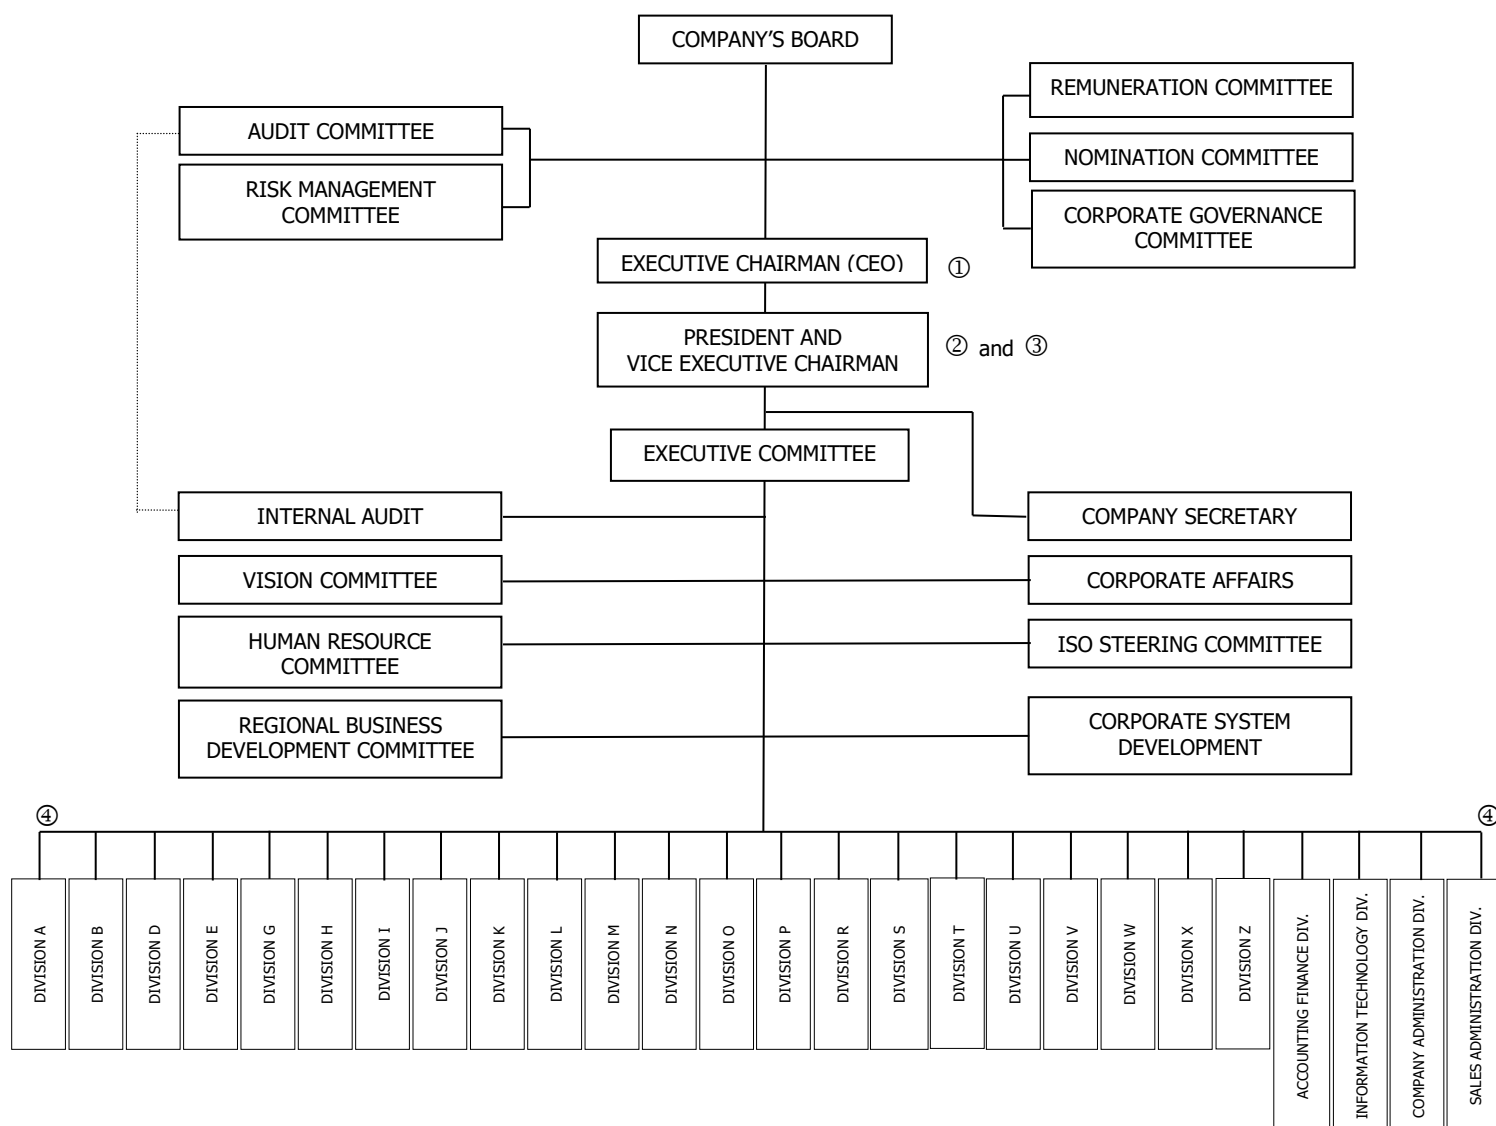 COMPANY'S BOARD
REMUNERATION COMMITTEE
AUDIT COMMITTEE
NOMINATION COMMITTEE
RISK MANAGEMENT
COMMITTEE
CORPORATE GOVERNANCE
COMMITTEE
EXECUTIVE CHAIRMAN (CEO)
①
PRESIDENT AND
VICE EXECUTIVE CHAIRMAN
② and ③
EXECUTIVE COMMITTEE
INTERNAL AUDIT
COMPANY SECRETARY
VISION COMMITTEE
CORPORATE AFFAIRS
HUMAN RESOURCE
COMMITTEE
ISO STEERING COMMITTEE
REGIONAL BUSINESS
DEVELOPMENT COMMITTEE
CORPORATE SYSTEM
DEVELOPMENT
④
④
DIVISION A
DIVISION B
DIVISION D
DIVISION E
DIVISION G
DIVISION H
DIVISION I
DIVISION J
DIVISION K
DIVISION L
DIVISION M
DIVISION N
DIVISION O
DIVISION P
DIVISION R
DIVISION S
DIVISION T
DIVISION U
DIVISION V
DIVISION W
DIVISION X
DIVISION Z
ACCOUNTING FINANCE DIV.
INFORMATION TECHNOLOGY DIV.
COMPANY ADMINISTRATION DIV.
SALES ADMINISTRATION DIV.